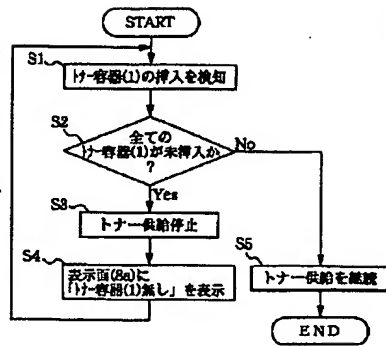 START
S1
トナー容器(1)の挿入を検知
S2
全ての
トナー容器(1)が未挿入か
?
No
Yes
S3
トナー供給停止
S4
表示面(8a)に
「トナー容器(1)無し」を表示
S5
トナー供給を継続
END